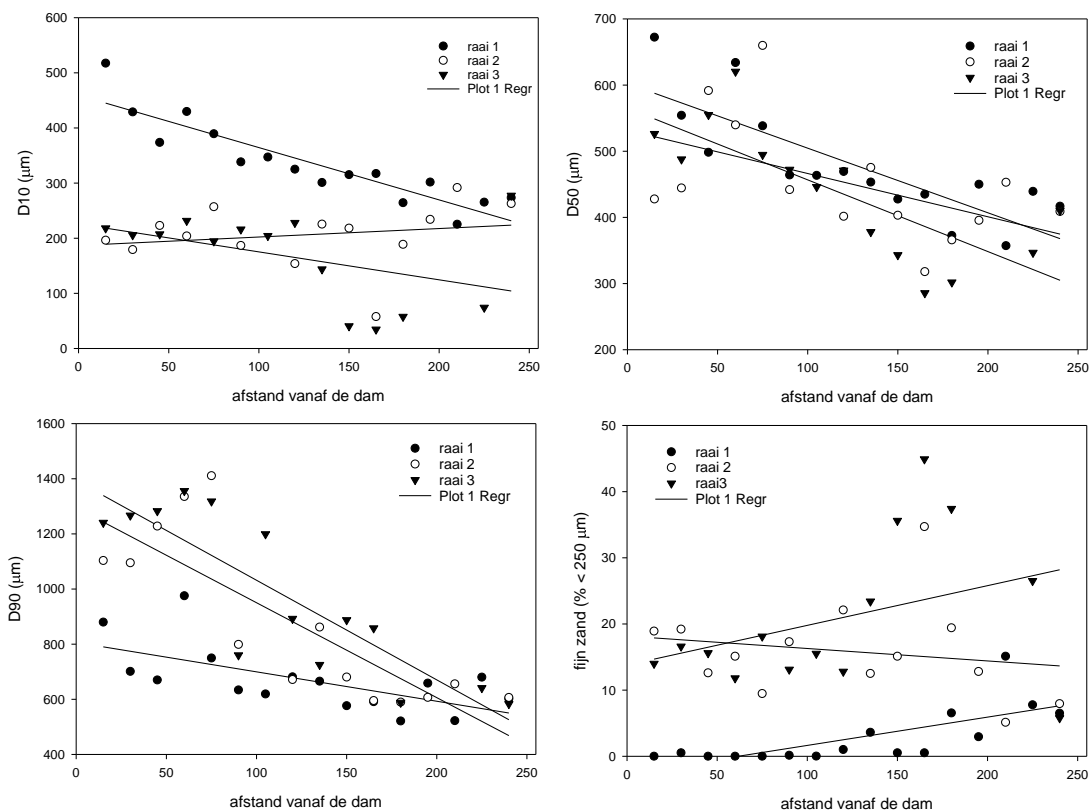 600
500
400
300
200
100
0
D10 (μm)
raai 1
raai 2
raai 3
Plot 1 Regr
0 50 100 150 200 250
afstand vanaf de dam
700
600
500
400
300
200
D50 (μm)
raai 1
raai 2
raai 3
Plot 1 Regr
0 50 100 150 200 250
afstand vanaf de dam
1600
1400
1200
1000
800
600
400
D90 (μm)
raai 1
raai 2
raai 3
Plot 1 Regr
0 50 100 150 200 250
afstand vanaf de dam
50
40
30
20
10
0
fijn zand (% < 250 μm)
raai 1
raai 2
raai3
Plot 1 Regr
0 50 100 150 200 250
afstand vanaf de dam